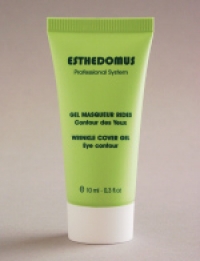 ESTHEDOMUS
Professional System
GEL MASQUEUR RIDES
Contour des Yeux
WRINKLE COVER GEL
Eye contour
℮ 10 ml - 0,3 fl oz